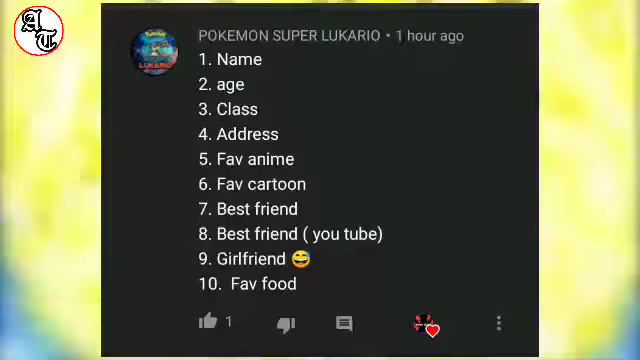 A T
POKEMON SUPER LUKARIO • 1 hour ago
1. Name
2. age
3. Class
4. Address
5. Fav anime
6. Fav cartoon
7. Best friend
8. Best friend ( you tube)
9. Girlfriend 😅
10.  Fav food
1
LUKARIO